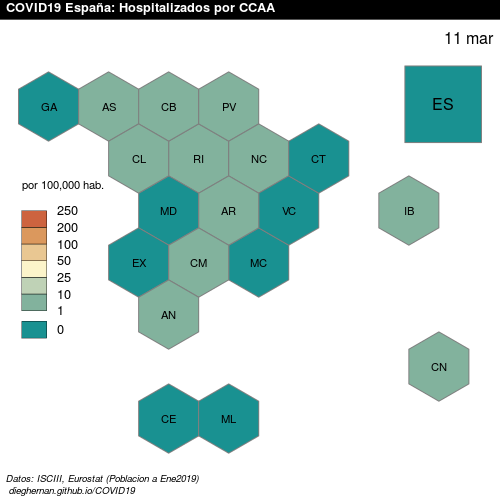 COVID19 España: Hospitalizados por CCAA
11 mar
GA AS CB PV ES
CL RI NC CT
por 100,000 hab.
MD AR VC IB
250
200
100
50
25
10
1
0
EX CM MC
AN
CN
CE ML
Datos: ISCIII, Eurostat (Poblacion a Ene2019)
dieghernan.github.io/COVID19